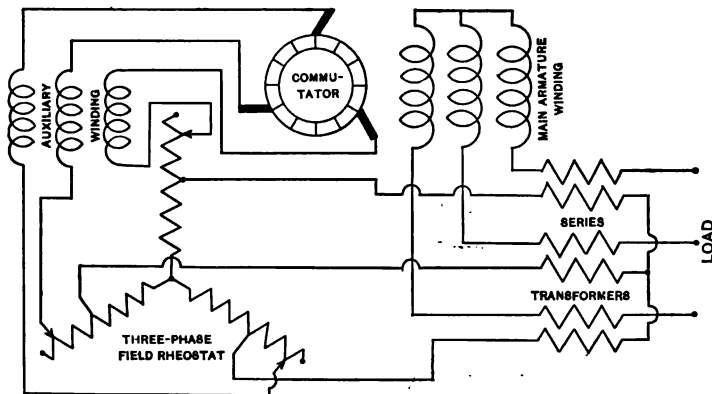 COMMU-
TATOR
AUXILIARY
WINDING
MAIN ARMATURE
WINDING
SERIES
LOAD
TRANSFORMERS
THREE-PHASE
FIELD RHEOSTAT